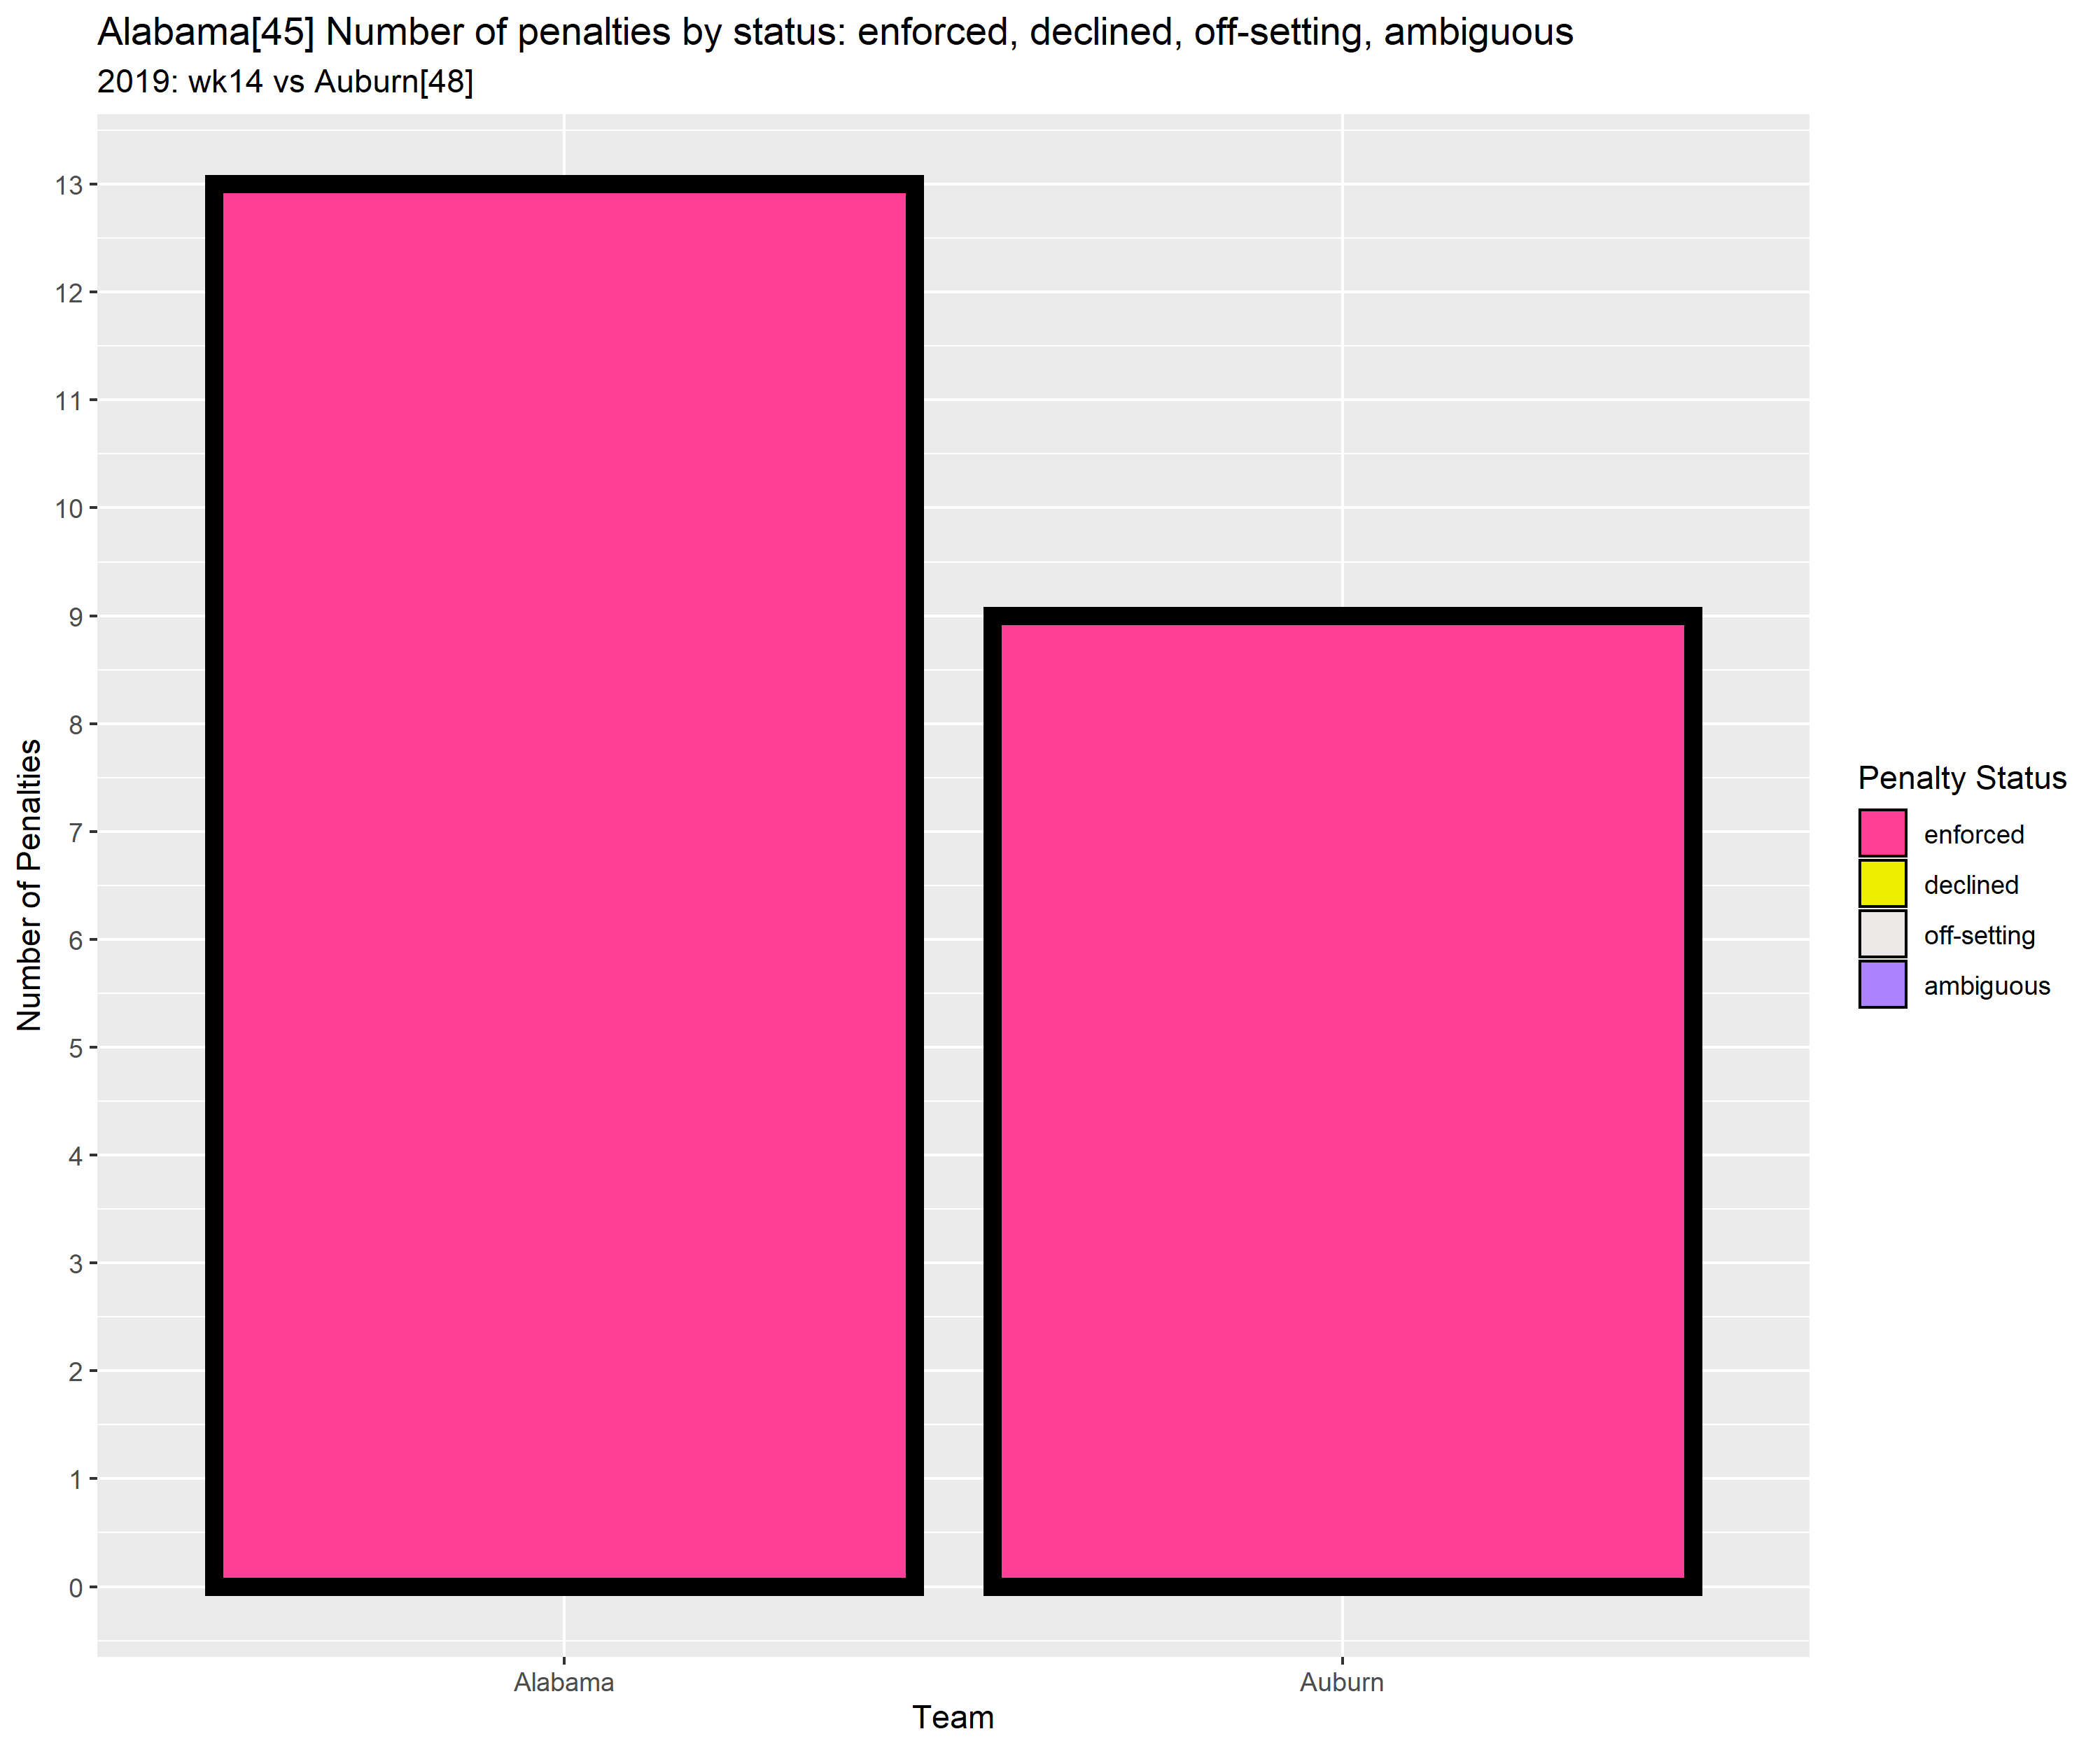 Alabama[45] Number of penalties by status: enforced, declined, off-setting, ambiguous
2019: wk14 vs Auburn[48]
Number of Penalties
13
12
11
10
9
8
7
6
5
4
3
2
1
0
Alabama
Auburn
Team
Penalty Status
enforced
declined
off-setting
ambiguous